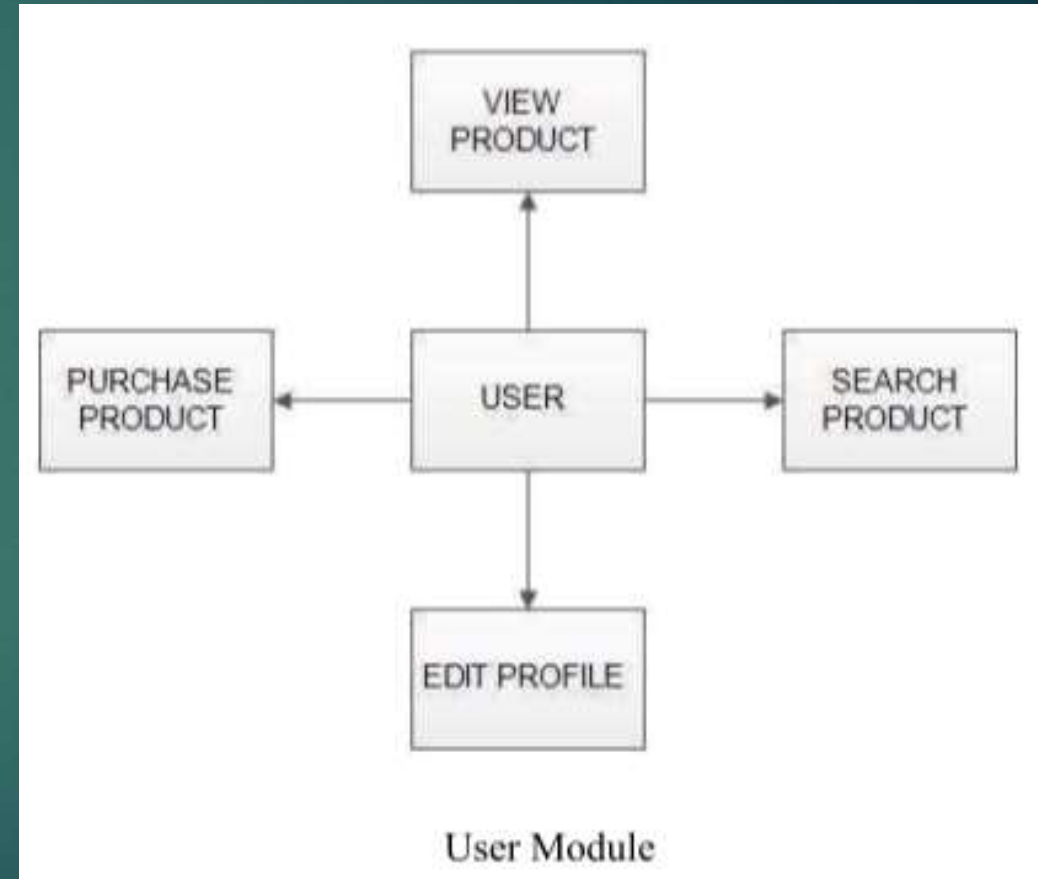 VIEW
PRODUCT
PURCHASE
PRODUCT
USER
SEARCH
PRODUCT
EDIT PROFILE
User Module